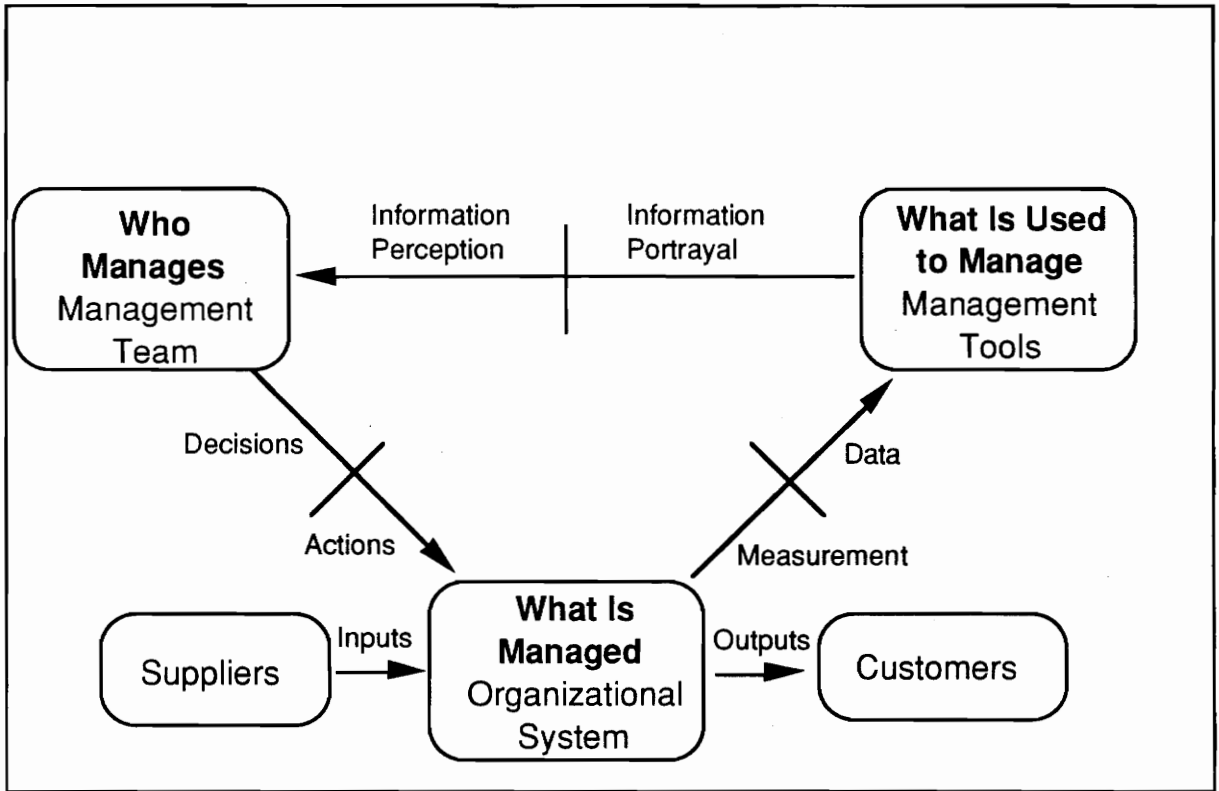 Who
Manages
Management
Team
Information
Perception
Information
Portrayal
What Is Used
to Manage
Management
Tools
Decisions
Actions
Data
Measurement
Suppliers
Inputs
What Is
Managed
Organizational
System
Outputs
Customers